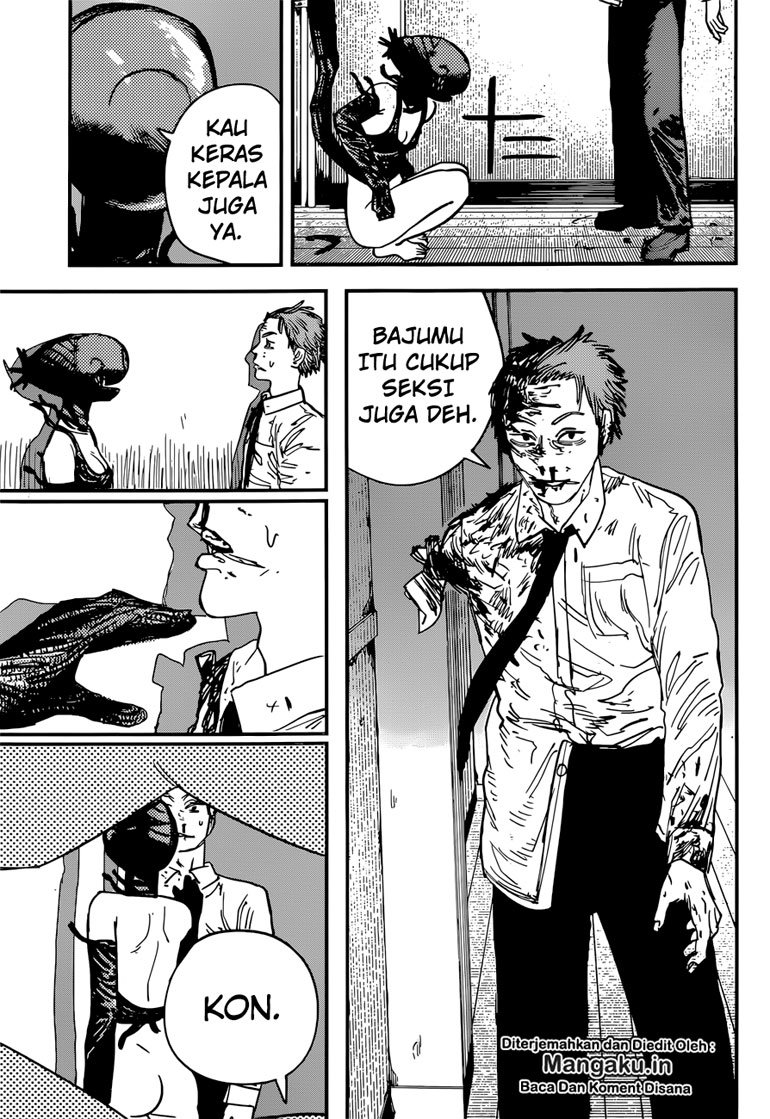 KAU
KERAS
KEPALA
JUGA
YA.
BAJUMU
ITU CUKUP
SEKSI
JUGA DEH.
KON.
Diterjemahkan dan Diedit Oleh :
Mangaku.in
Baca Dan Koment Disana